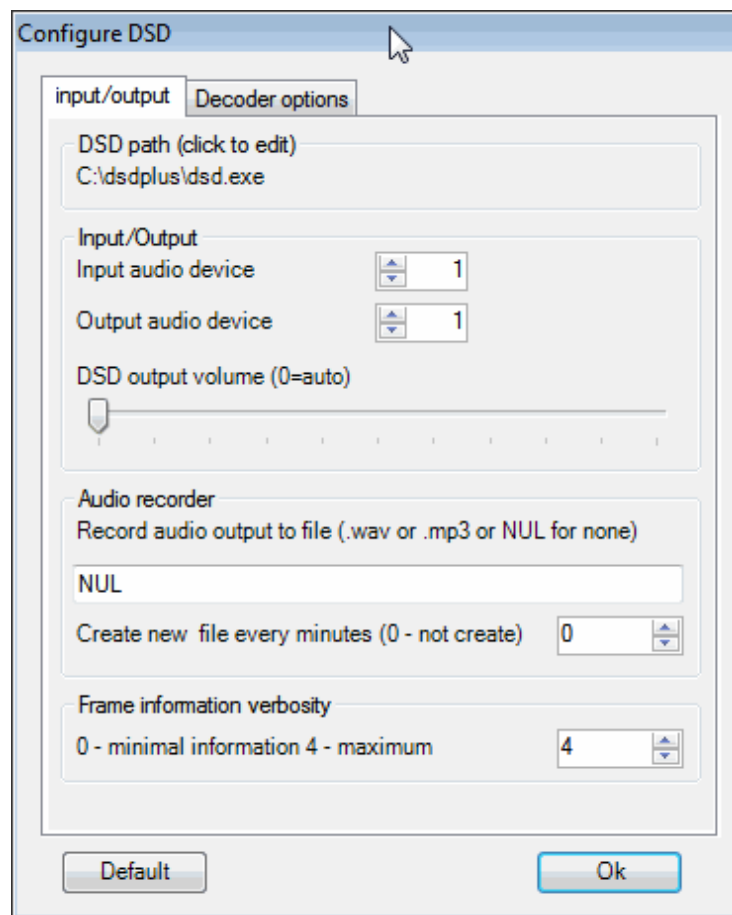 Configure DSD
input/output
Decoder options
DSD path (click to edit)
C:\dsdplus\dsd.exe
Input/Output
Input audio device 1
Output audio device 1
DSD output volume (0=auto)
Audio recorder
Record audio output to file (.wav or .mp3 or NUL for none)
NUL
Create new  file every minutes (0 - not create) 0
Frame information verbosity
0 - minimal information 4 - maximum 4
Default
Ok